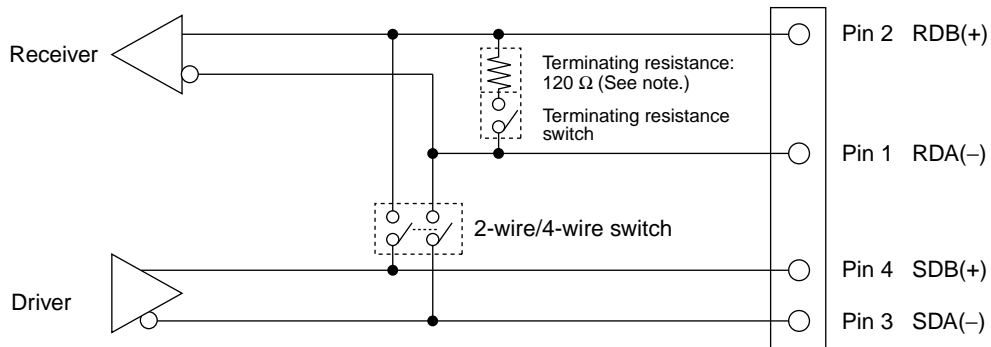 Receiver
Pin 2 RDB(+)
Terminating resistance:
120 Ω (See note.)
Terminating resistance
switch
Pin 1 RDA(−)
2-wire/4-wire switch
Pin 4 SDB(+)
Driver
Pin 3 SDA(−)